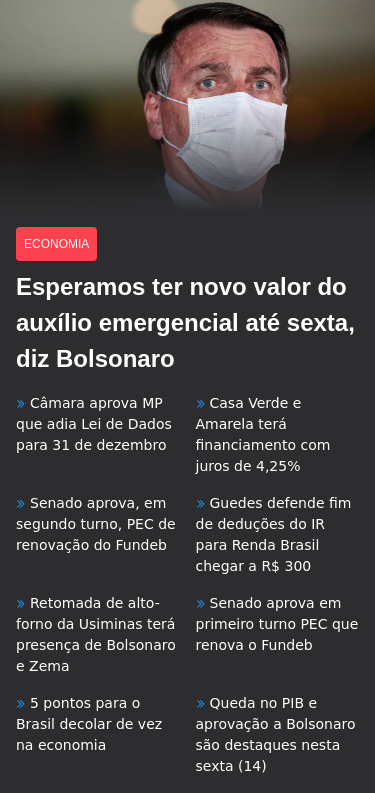 ECONOMIA
Esperamos ter novo valor do
auxílio emergencial até sexta,
diz Bolsonaro
» Câmara aprova MP
que adia Lei de Dados
para 31 de dezembro
» Casa Verde e
Amarela terá
financiamento com
juros de 4,25%
» Senado aprova, em
segundo turno, PEC de
renovação do Fundeb
» Guedes defende fim
de deduções do IR
para Renda Brasil
chegar a R$ 300
» Retomada de alto-
forno da Usiminas terá
presença de Bolsonaro
e Zema
» Senado aprova em
primeiro turno PEC que
renova o Fundeb
» 5 pontos para o
Brasil decolar de vez
na economia
» Queda no PIB e
aprovação a Bolsonaro
são destaques nesta
sexta (14)